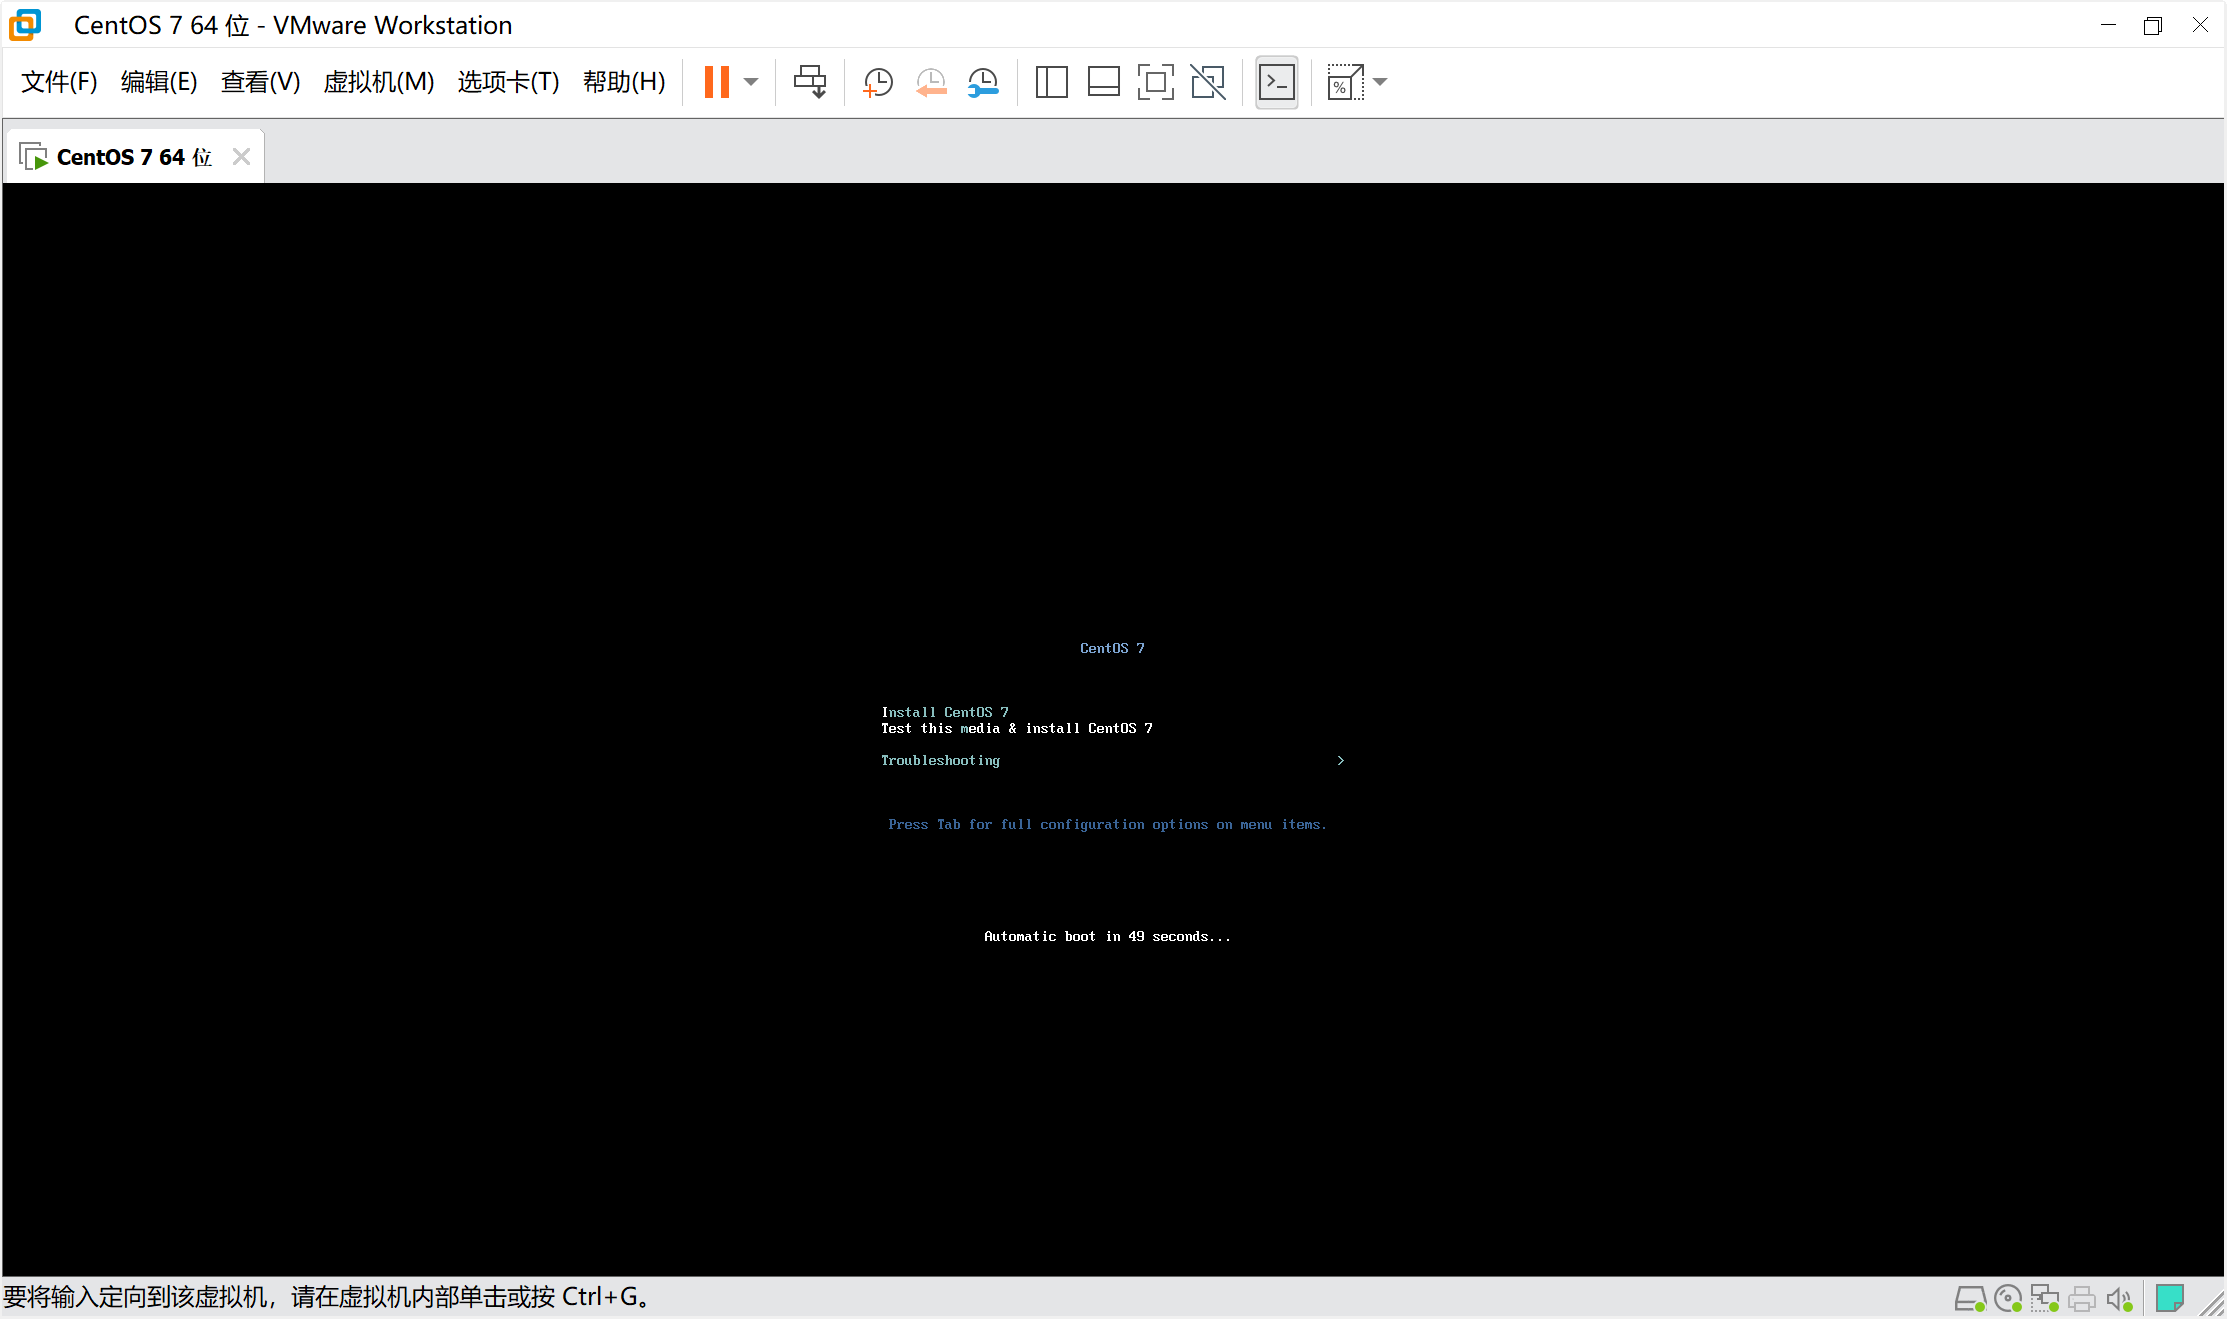 CentOS 7 64 位 - VMware Workstation
文件(F) 编辑(E) 查看(V) 虚拟机(M) 选项卡(T) 帮助(H)
CentOS 7 64 位
CentOS 7
Install CentOS 7
Test this media & install CentOS 7
Troubleshooting >
Press Tab for full configuration options on menu items.
Automatic boot in 49 seconds...
要将输入定向到该虚拟机，请在虚拟机内部单击或按 Ctrl+G。